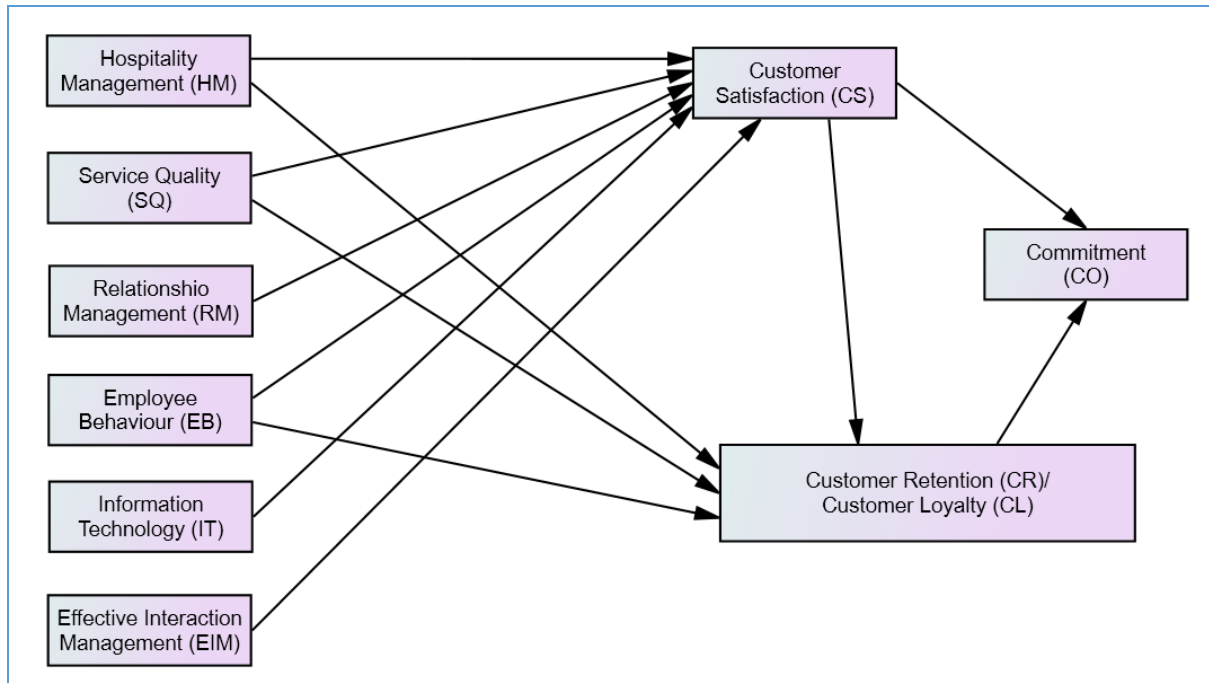 Hospitality
Management (HM)
Customer
Satisfaction (CS)
Service Quality
(SQ)
Commitment
(CO)
Relationshio
Management (RM)
Employee
Behaviour (EB)
Customer Retention (CR)/
Customer Loyalty (CL)
Information
Technology (IT)
Effective Interaction
Management (EIM)